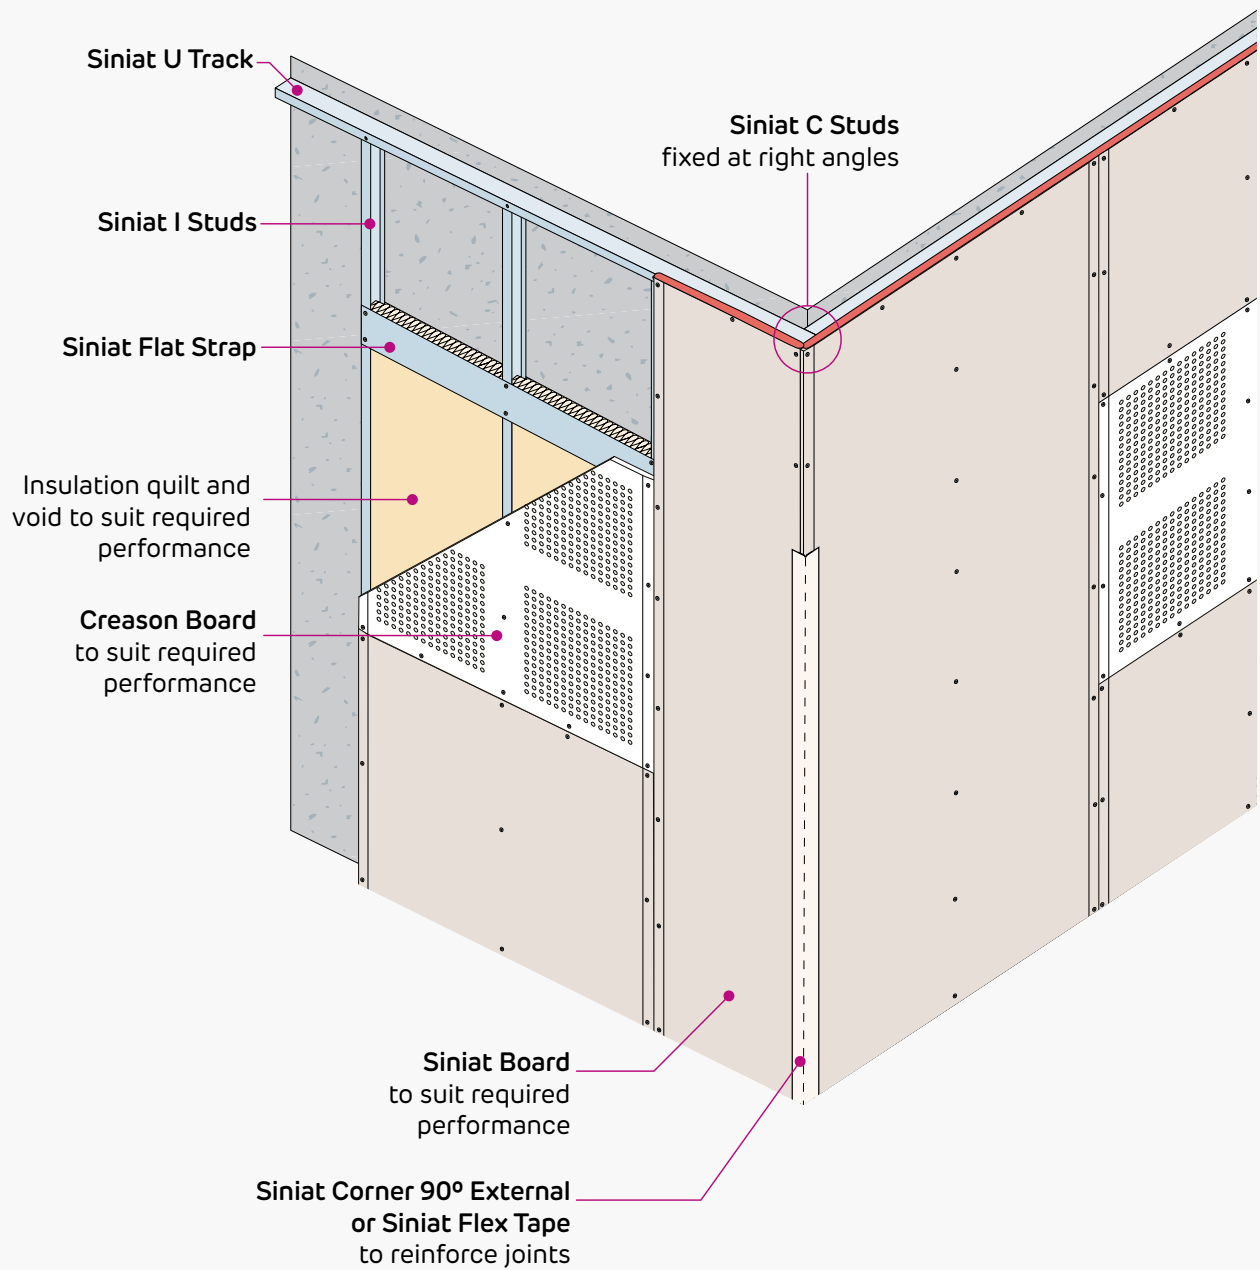 Siniat U Track
Siniat C Studs
fixed at right angles
Siniat I Studs
Siniat Flat Strap
Insulation quilt and
void to suit required
performance
Creason Board
to suit required
performance
Siniat Board
to suit required
performance
Siniat Corner 90º External
or Siniat Flex Tape
to reinforce joints